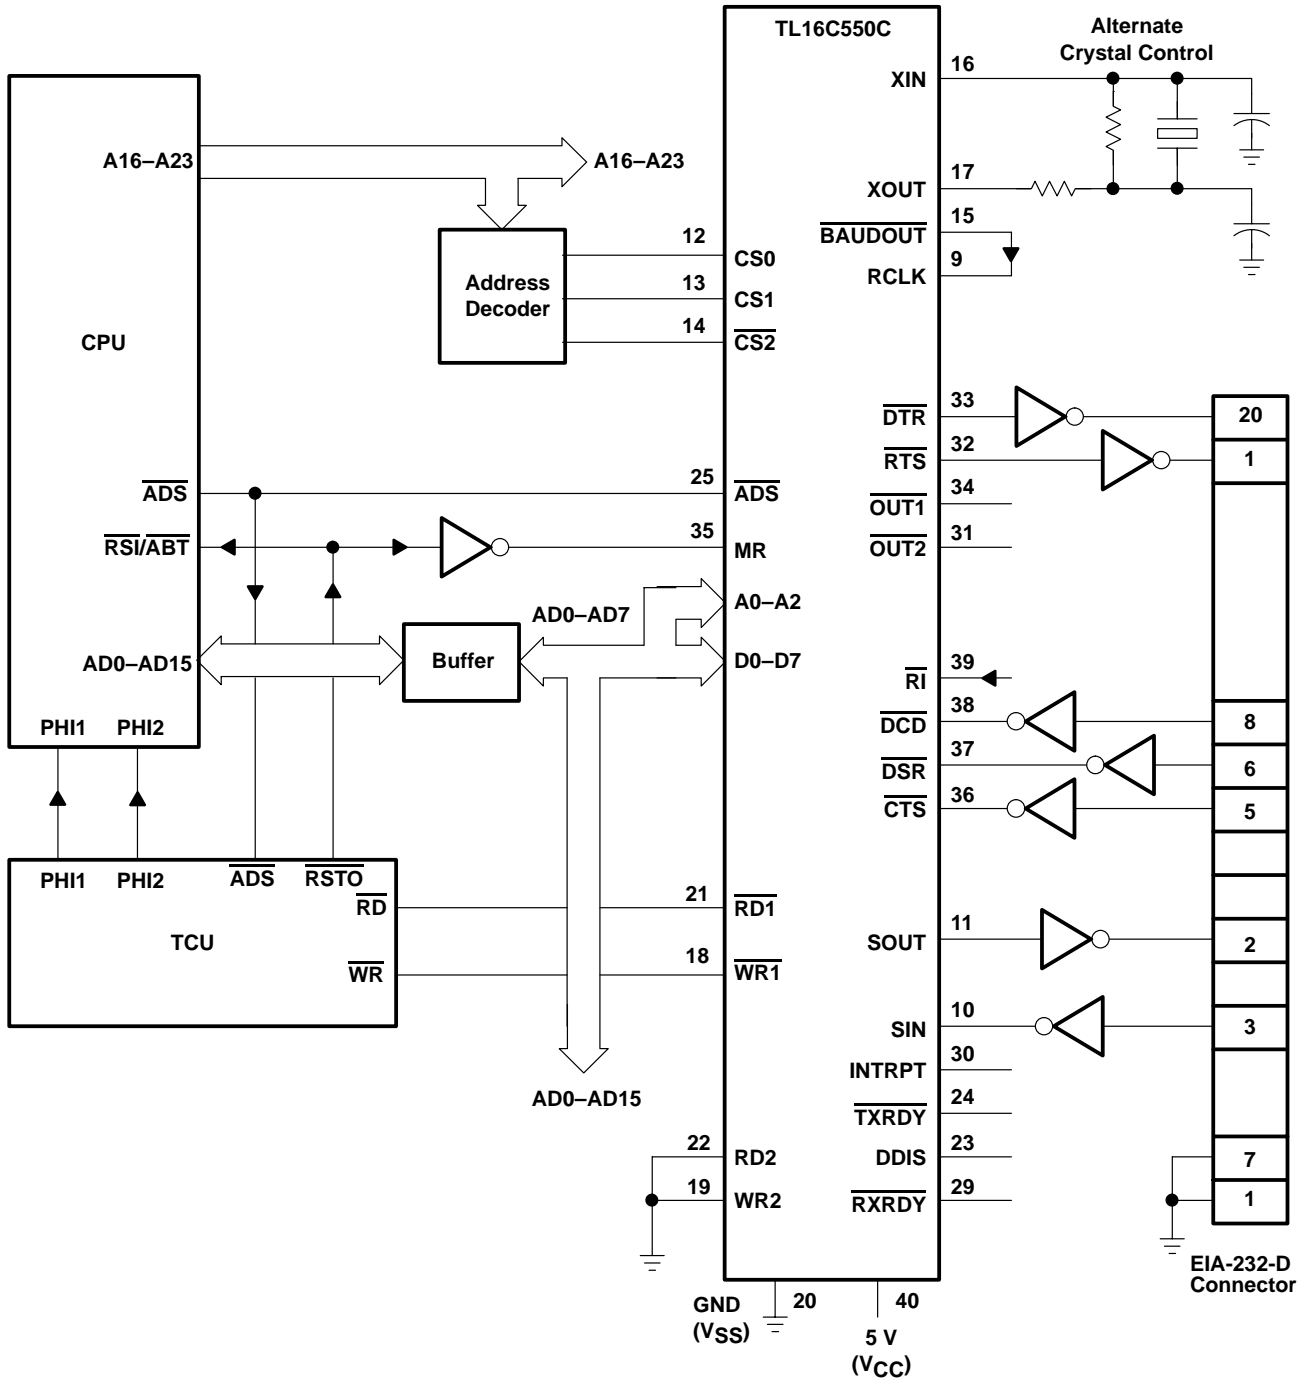 TL16C550C
Alternate
Crystal Control
XIN
16
A16–A23
A16–A23
XOUT
17
15
BAUDOUT
12
CS0
9
RCLK
Address
Decoder
13
CS1
14
CS2
CPU
33
DTR
20
32
RTS
1
25
ADS
ADS
34
OUT1
35
RSI/ABT
MR
31
OUT2
AD0–AD7
A0–A2
AD0–AD15
Buffer
D0–D7
39
RI
38
DCD
8
PHI1
PHI2
37
DSR
6
36
CTS
5
PHI1
PHI2
ADS
RSTO
RD
21
RD1
TCU
11
SOUT
2
WR
18
WR1
10
SIN
3
30
INTRPT
AD0–AD15
24
TXRDY
22
RD2
23
DDIS
7
19
WR2
29
RXRDY
1
EIA-232-D
Connector
GND
(VSS)
20
40
5 V
(VCC)